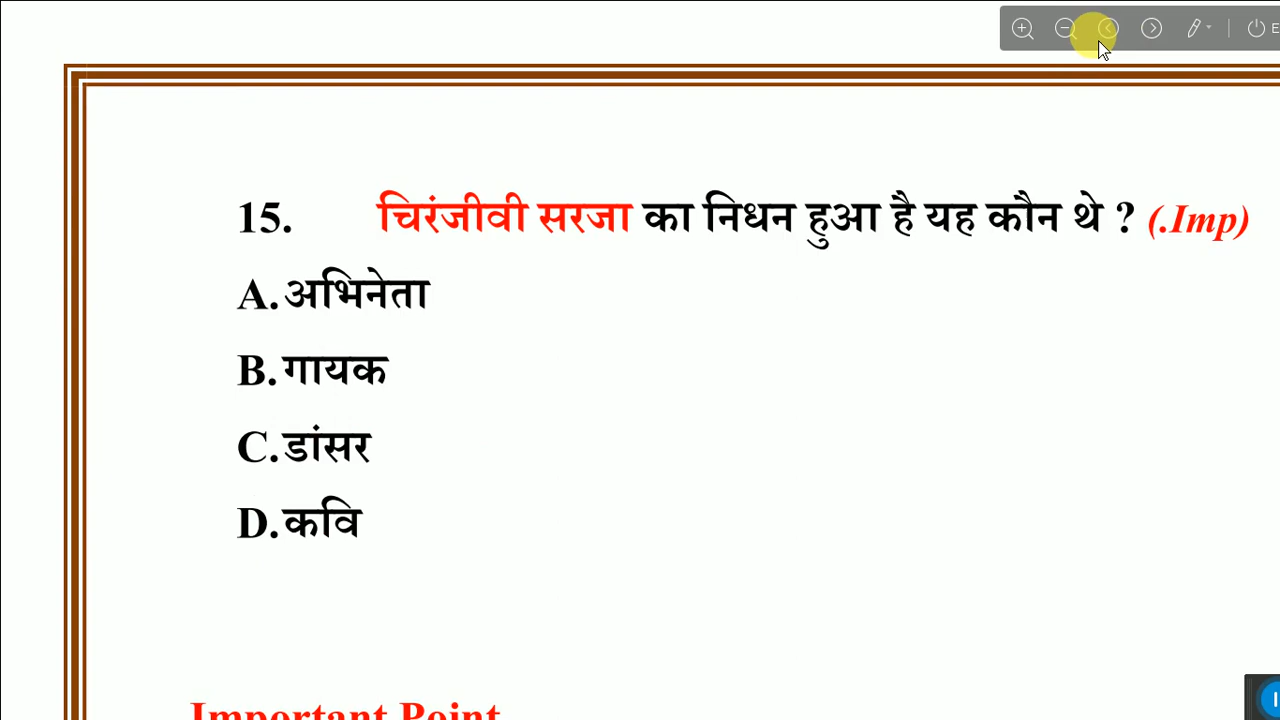 15. चिरंजीवी सरजा का निधन हुआ है यह कौन थे ? (.Imp)
A.अभिनेता
B.गायक
C.डांसर
D.कवि
Important Point